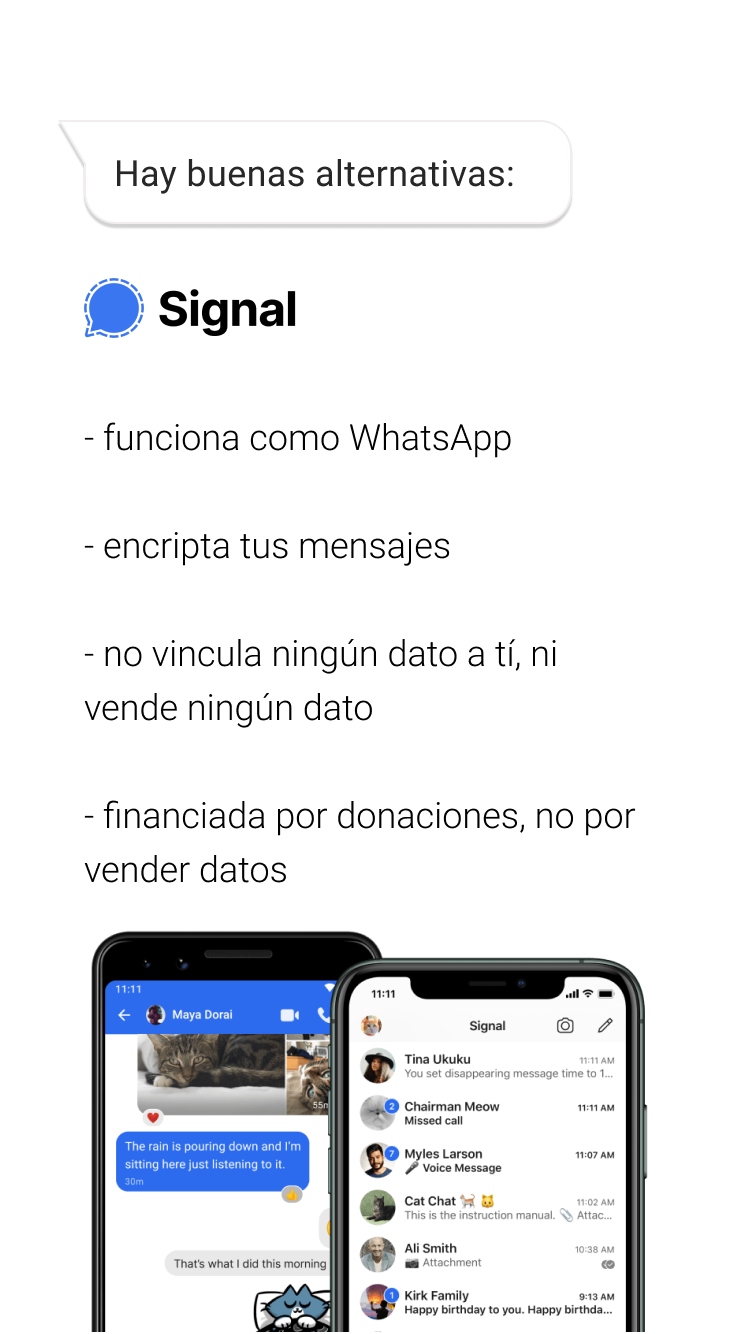 Hay buenas alternativas:
Signal
- funciona como WhatsApp
- encripta tus mensajes
- no vincula ningún dato a tí, ni
vende ningún dato
- financiada por donaciones, no por
vender datos
11:11
Maya Dorai
55m
The rain is pouring down and I'm
sitting here just listening to it.
30m
That's what I did this morning
11:11
Signal
Tina Ukuku 11:11 AM
You set disappearing message time to 1...
2 Chairman Meow 11:11 AM
Missed call
7 Myles Larson 11:07 AM
🎤 Voice Message
Cat Chat 🐈 🐱 11:02 AM
This is the instruction manual. 📎 Attac...
Ali Smith 10:38 AM
📷 Attachment
1 Kirk Family 9:13 AM
Happy birthday to you. Happy birthda...